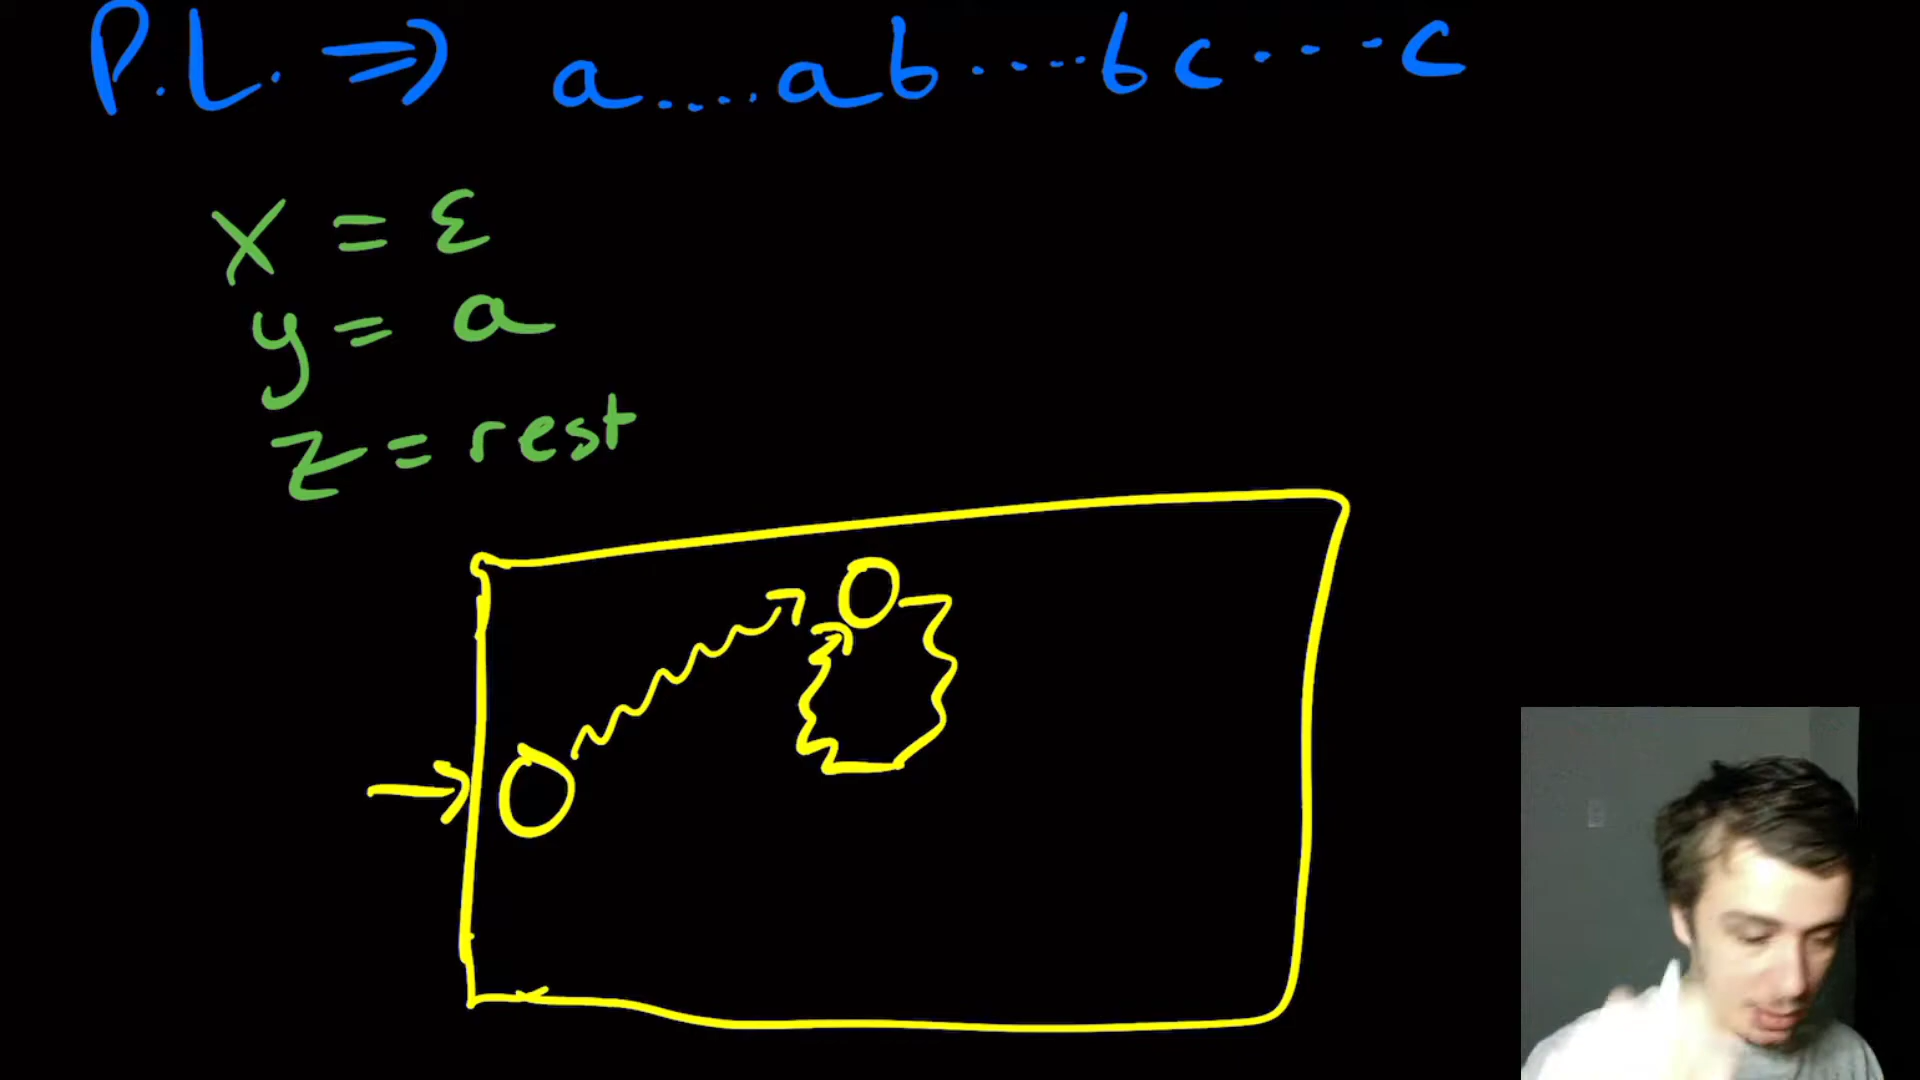 P.L. ⇒ a....ab....bc...c
x = ε
y = a
z = rest